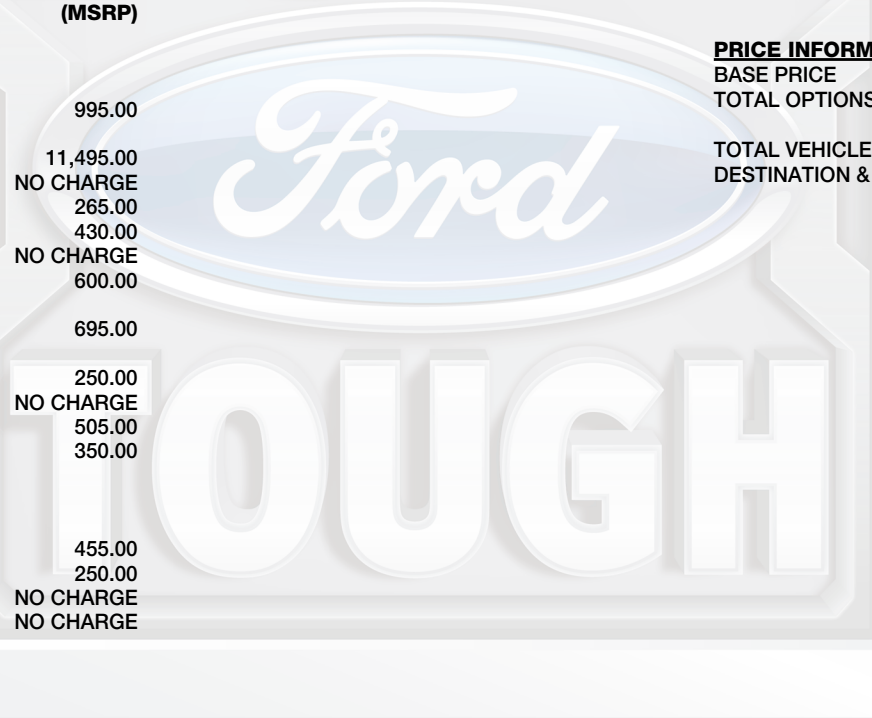 (MSRP)
995.00
11,495.00
NO CHARGE
265.00
430.00
NO CHARGE
600.00
695.00
250.00
NO CHARGE
505.00
350.00
455.00
250.00
NO CHARGE
NO CHARGE
PRICE INFORM
BASE PRICE
TOTAL OPTIONS
TOTAL VEHICLE
DESTINATION &
Ford
TOUGH